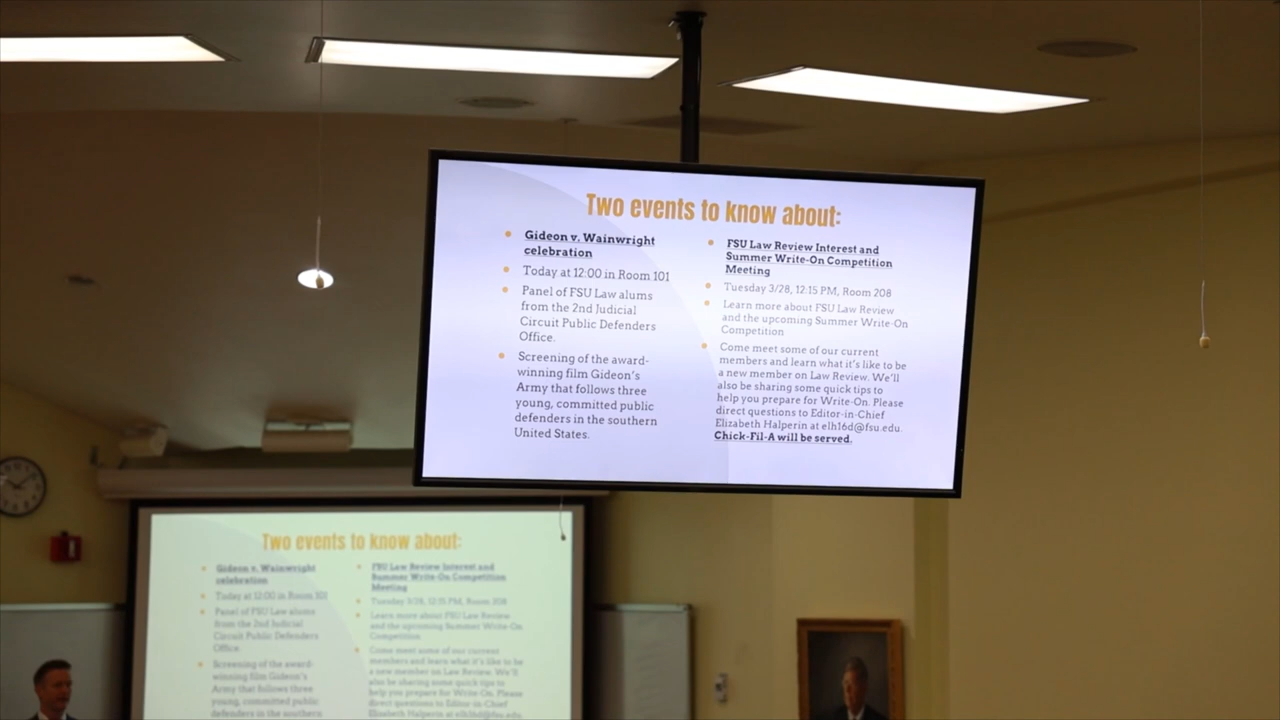 Two events to know about:
Gideon v. Wainwright
celebration
Today at 12:00 in Room 101
Panel of FSU Law alums
from the 2nd Judicial
Circuit Public Defenders
Office.
Screening of the award-
winning film Gideon's
Army that follows three
young, committed public
defenders in the southern
United States.
FSU Law Review Interest and
Summer Write-On Competition
Meeting
Tuesday 3/28, 12:15 PM, Room 208
Learn more about FSU Law Review
and the upcoming Summer Write-On
Competition
Come meet some of our current
members and learn what it's like to be
a new member on Law Review. We'll
also be sharing some quick tips to
help you prepare for Write-On. Please
direct questions to Editor-in-Chief
Elizabeth Halperin at elh16d@fsu.edu.
Chick-Fil-A will be served.
Two events to know about:
Gideon v. Wainwright
celebration
Today at 12:00 in Room 101
Panel of FSU Law alums
from the 2nd Judicial
Circuit Public Defenders
Office.
Screening of the award-
winning film Gideon's
Army that follows three
young, committed public
defenders in the southern
FSU Law Review Interest and
Summer Write-On Competition
Meeting
Tuesday 3/28, 12:15 PM, Room 208
Learn more about FSU Law Review
and the upcoming Summer Write-On
Competition
Come meet some of our current
members and learn what it's like to be
a new member on Law Review. We'll
also be sharing some quick tips to
help you prepare for Write-On. Please
direct questions to Editor-in-Chief
Elizabeth Halperin at elh16d@fsu.edu.